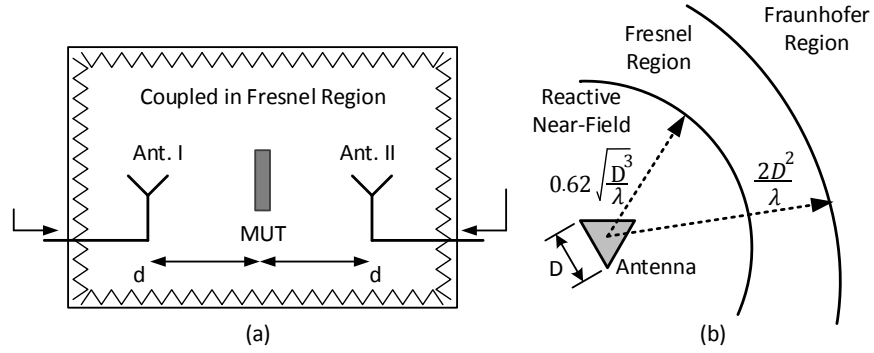 Coupled in Fresnel Region
Ant. I
Ant. II
MUT
d
d
(a)
Fraunhofer
Region
Fresnel
Region
Reactive
Near-Field
0.62√(D³/λ)
2D²/λ
D
Antenna
(b)